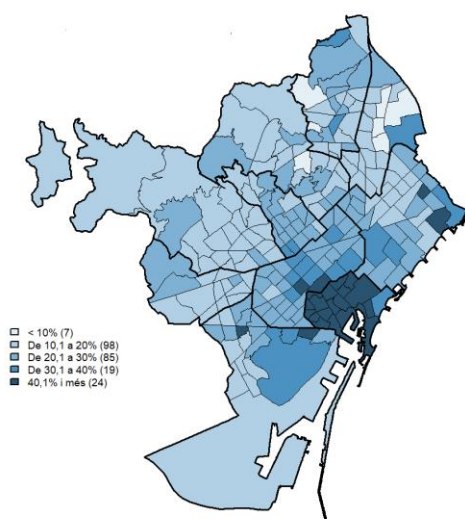 < 10% (7)
De 10,1 a 20% (98)
De 20,1 a 30% (85)
De 30,1 a 40% (19)
40,1% i més (24)